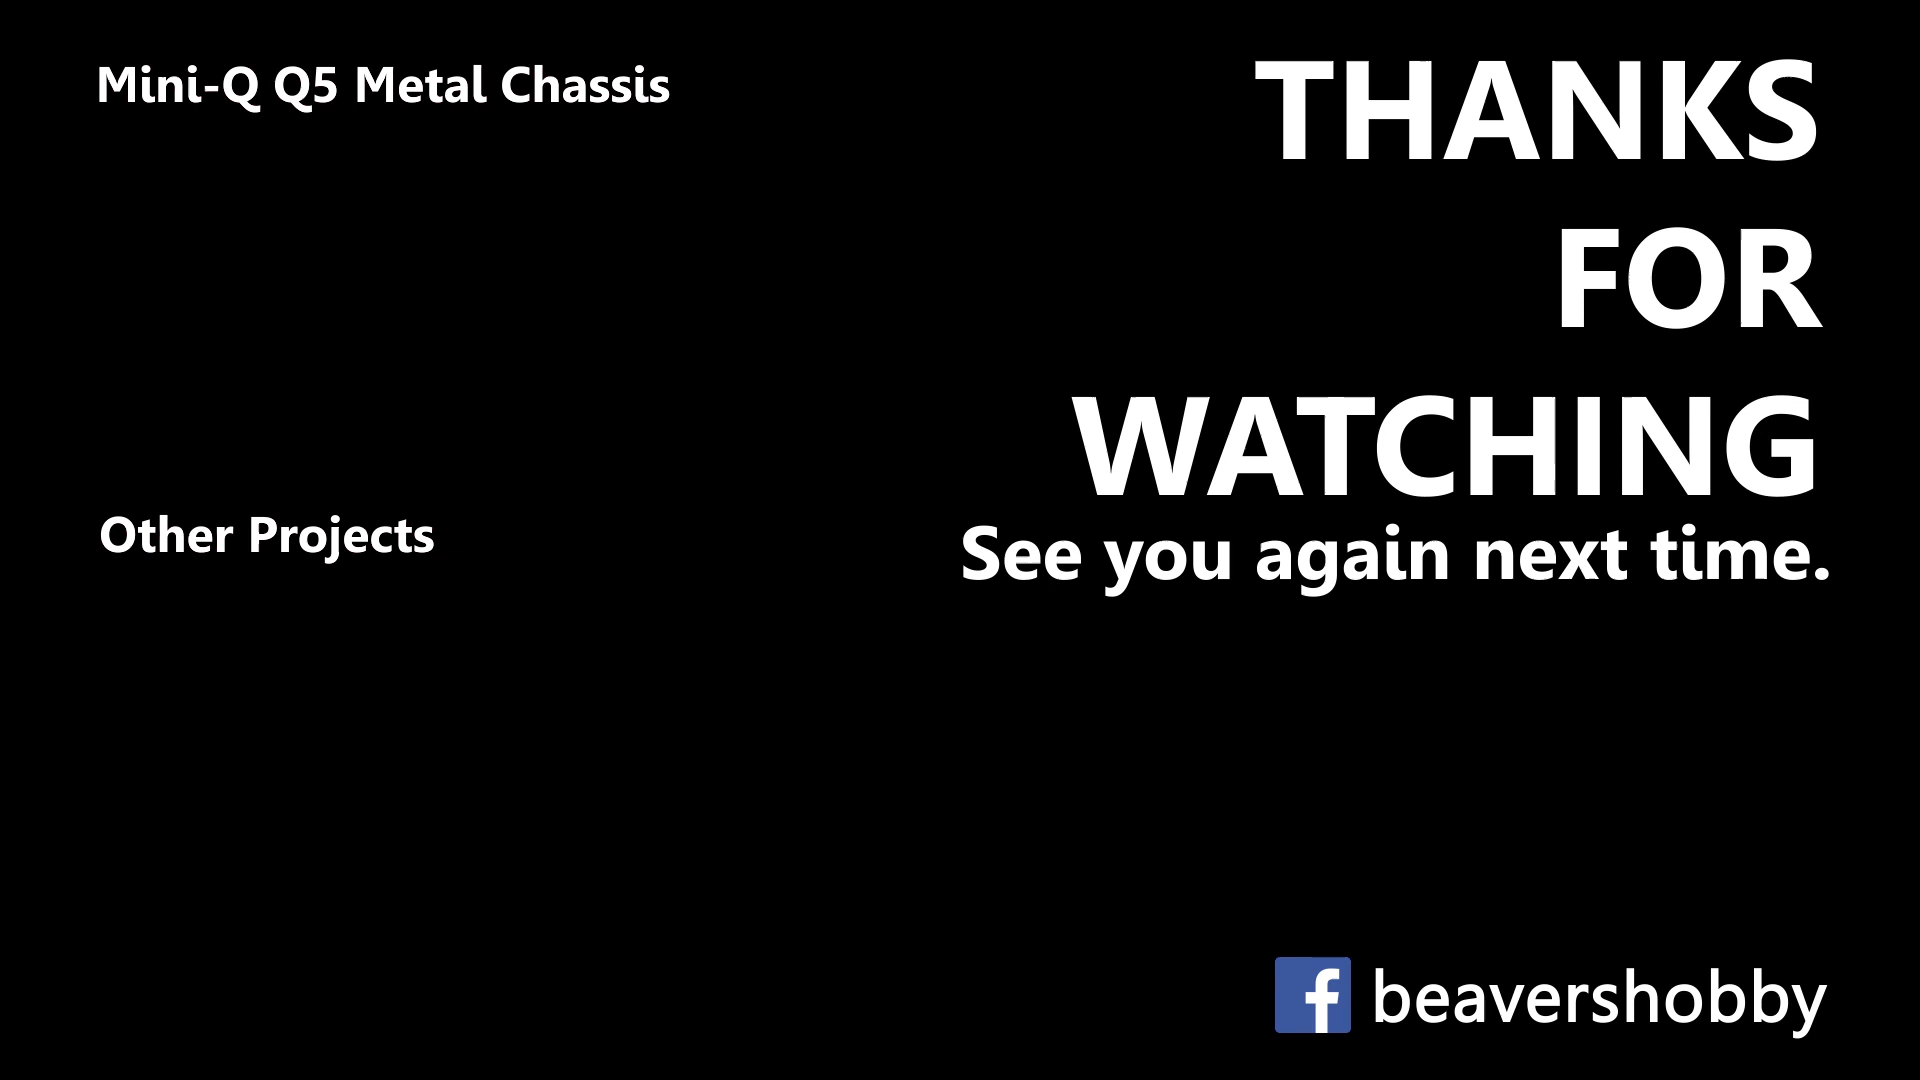 Mini-Q Q5 Metal Chassis
THANKS
FOR
WATCHING
Other Projects
See you again next time.
beavershobby